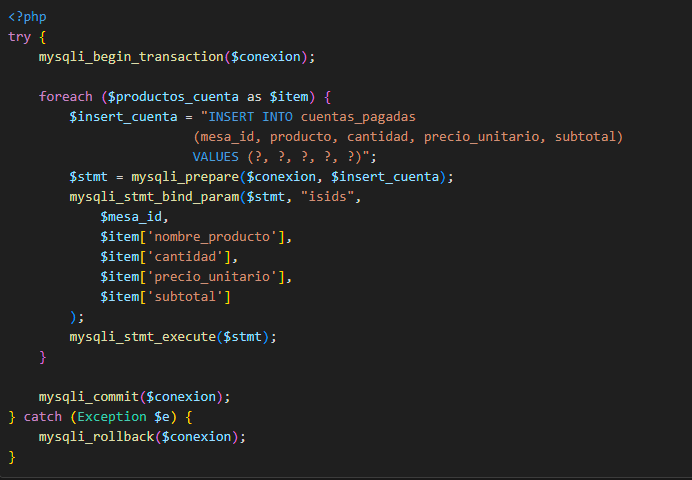 <?php
try {
    mysqli_begin_transaction($conexion);

    foreach ($productos_cuenta as $item) {
        $insert_cuenta = "INSERT INTO cuentas_pagadas
                        (mesa_id, producto, cantidad, precio_unitario, subtotal)
                        VALUES (?, ?, ?, ?, ?)";
        $stmt = mysqli_prepare($conexion, $insert_cuenta);
        mysqli_stmt_bind_param($stmt, "isids",
            $mesa_id,
            $item['nombre_producto'],
            $item['cantidad'],
            $item['precio_unitario'],
            $item['subtotal']
        );
        mysqli_stmt_execute($stmt);
    }

    mysqli_commit($conexion);
} catch (Exception $e) {
    mysqli_rollback($conexion);
}